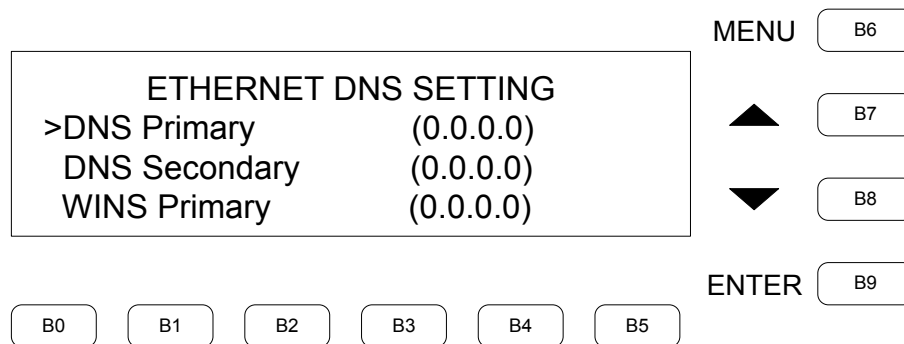 MENU B6
ETHERNET DNS SETTING
>DNS Primary (0.0.0.0)
B7
DNS Secondary (0.0.0.0)
WINS Primary (0.0.0.0)
B8
ENTER B9
B0 B1 B2 B3 B4 B5